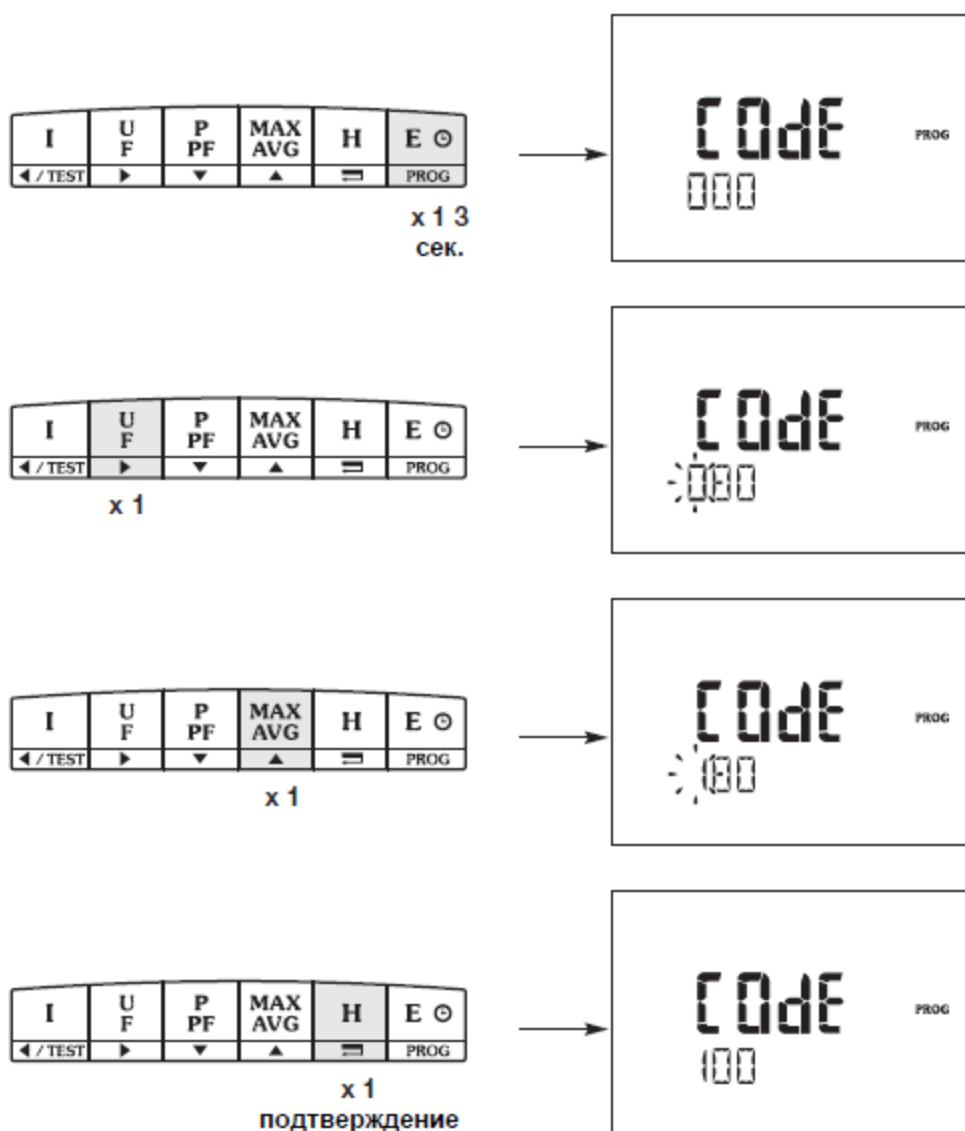 I U F P PF MAX AVG H E
/ TEST PROG
x 1 3
сек.
COdE PROG
000
I U F P PF MAX AVG H E
/ TEST PROG
x 1
COdE PROG
000
I U F P PF MAX AVG H E
/ TEST PROG
x 1
COdE PROG
100
I U F P PF MAX AVG H E
/ TEST PROG
x 1
подтверждение
COdE PROG
100